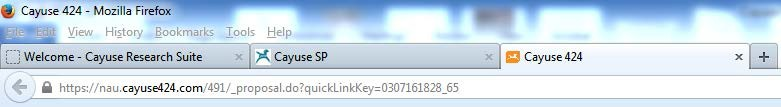 Cayuse 424 - Mozilla Firefox
File Edit View History Bookmarks Tools Help
Welcome - Cayuse Research Suite × Cayuse SP × Cayuse 424 × +
https://nau.cayuse424.com/491/_proposal.do?quickLinkKey=0307161828_65